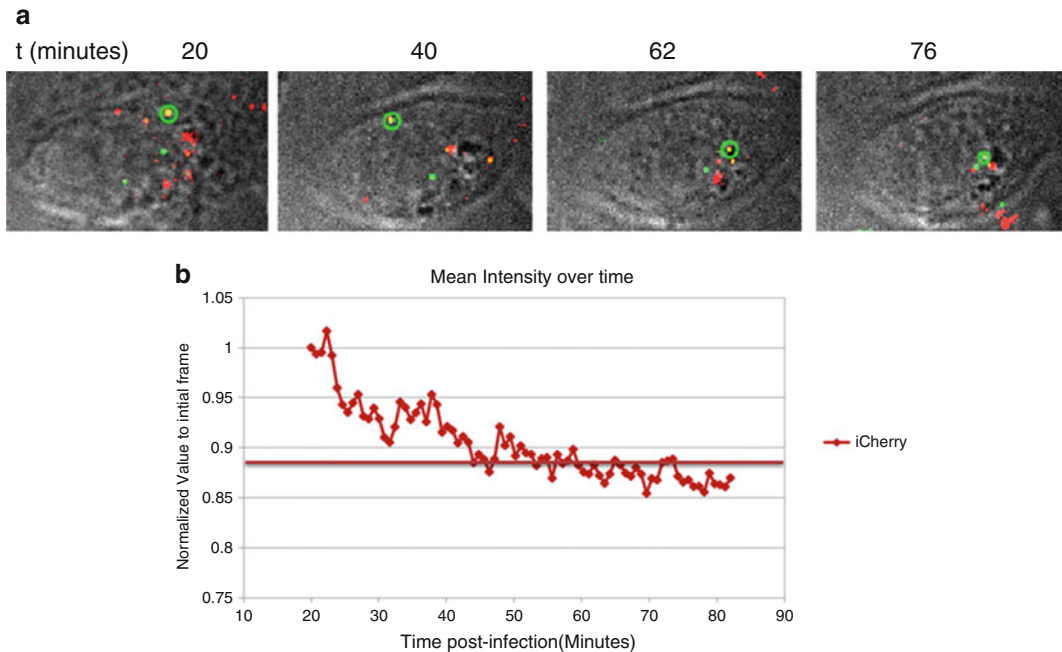 a
t (minutes) 20 40 62 76
b
Mean Intensity over time
Normalized Value to intial frame
1.05
1
0.95
0.9
0.85
0.8
0.75
10 20 30 40 50 60 70 80 90
Time post-infection(Minutes)
iCherry